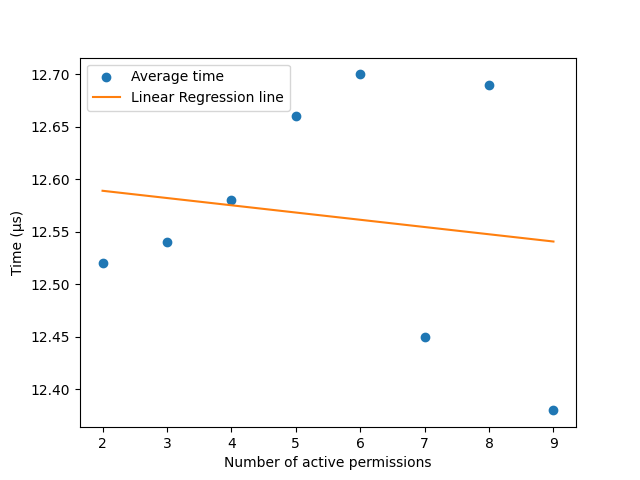 Average time
Linear Regression line
12.70
12.65
12.60
12.55
12.50
12.45
12.40
Time (µs)
2 3 4 5 6 7 8 9
Number of active permissions